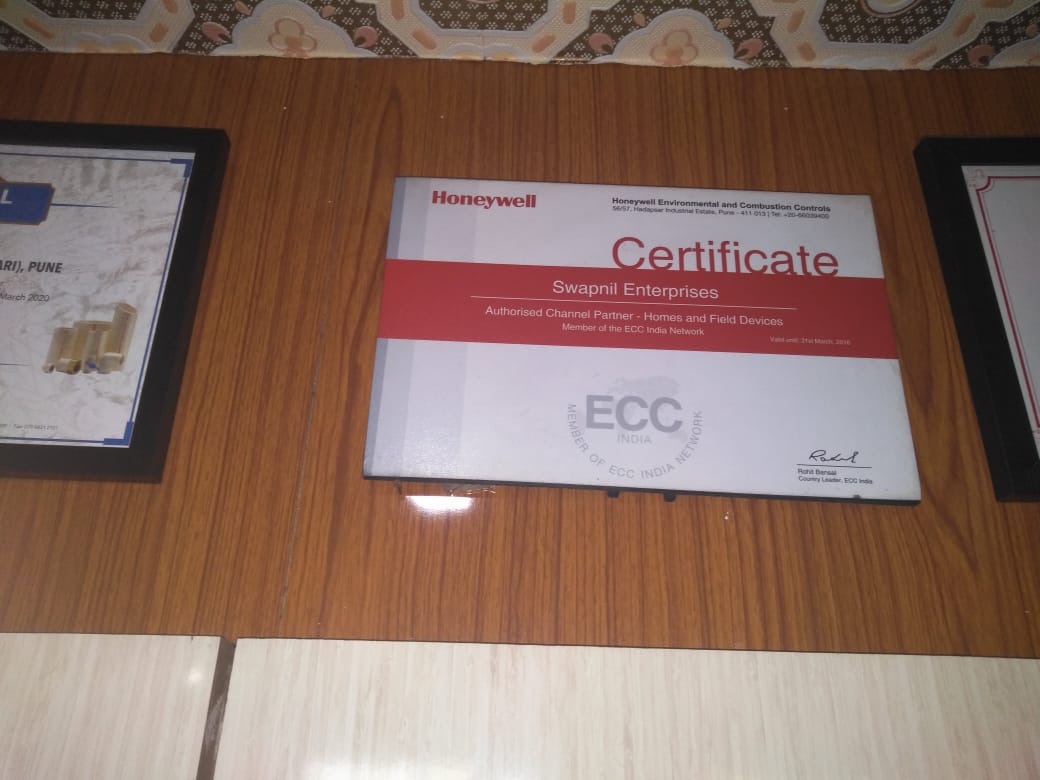 L
ARI), PUNE
March 2020
Honeywell
Honeywell Environmental and Combustion Controls
56/57, Hadapsar Industrial Estate, Pune - 411 013 | Tel: +20-66039400
Certificate
Swapnil Enterprises
Authorised Channel Partner - Homes and Field Devices
Member of the ECC India Network
Valid until: 31st March, 2016
ECC
INDIA
MEMBER OF ECC INDIA NETWORK
Rohit Bansal
Country Leader, ECC India